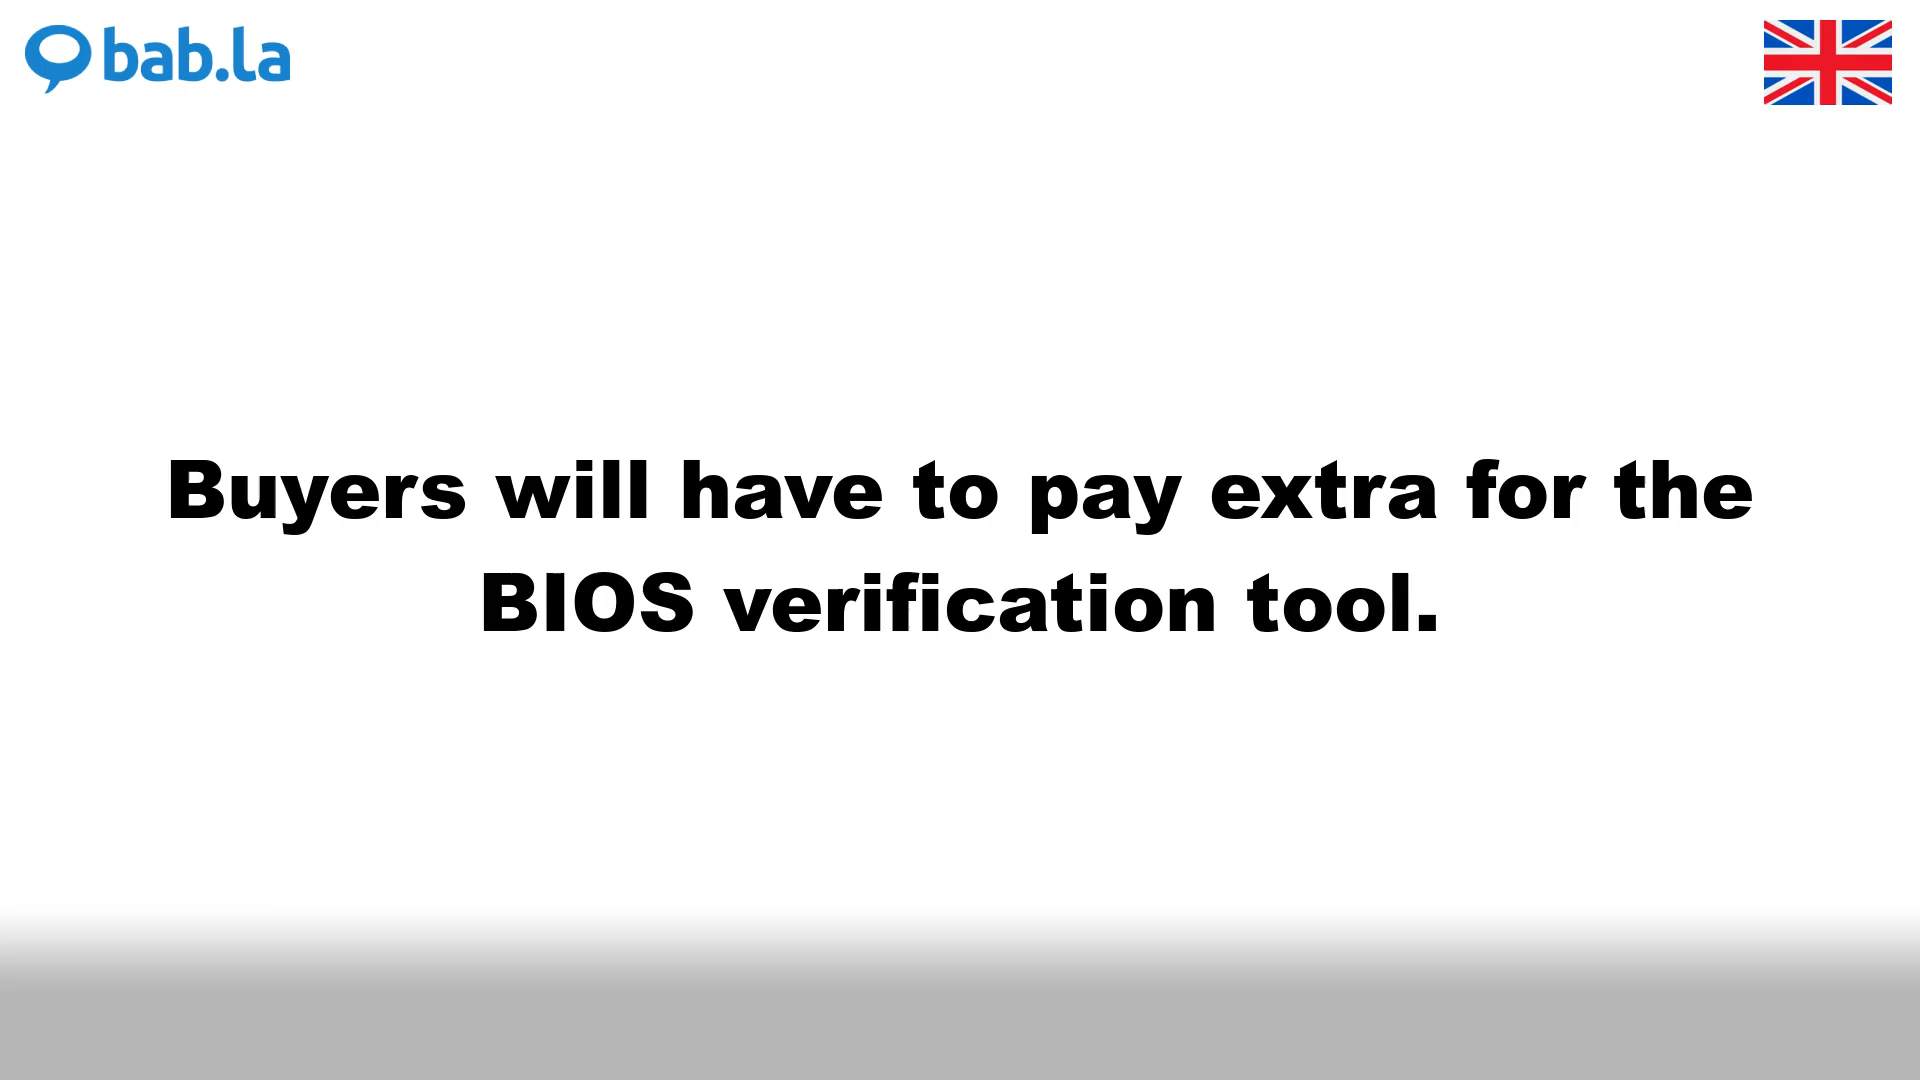 bab.la
Buyers will have to pay extra for the
BIOS verification tool.